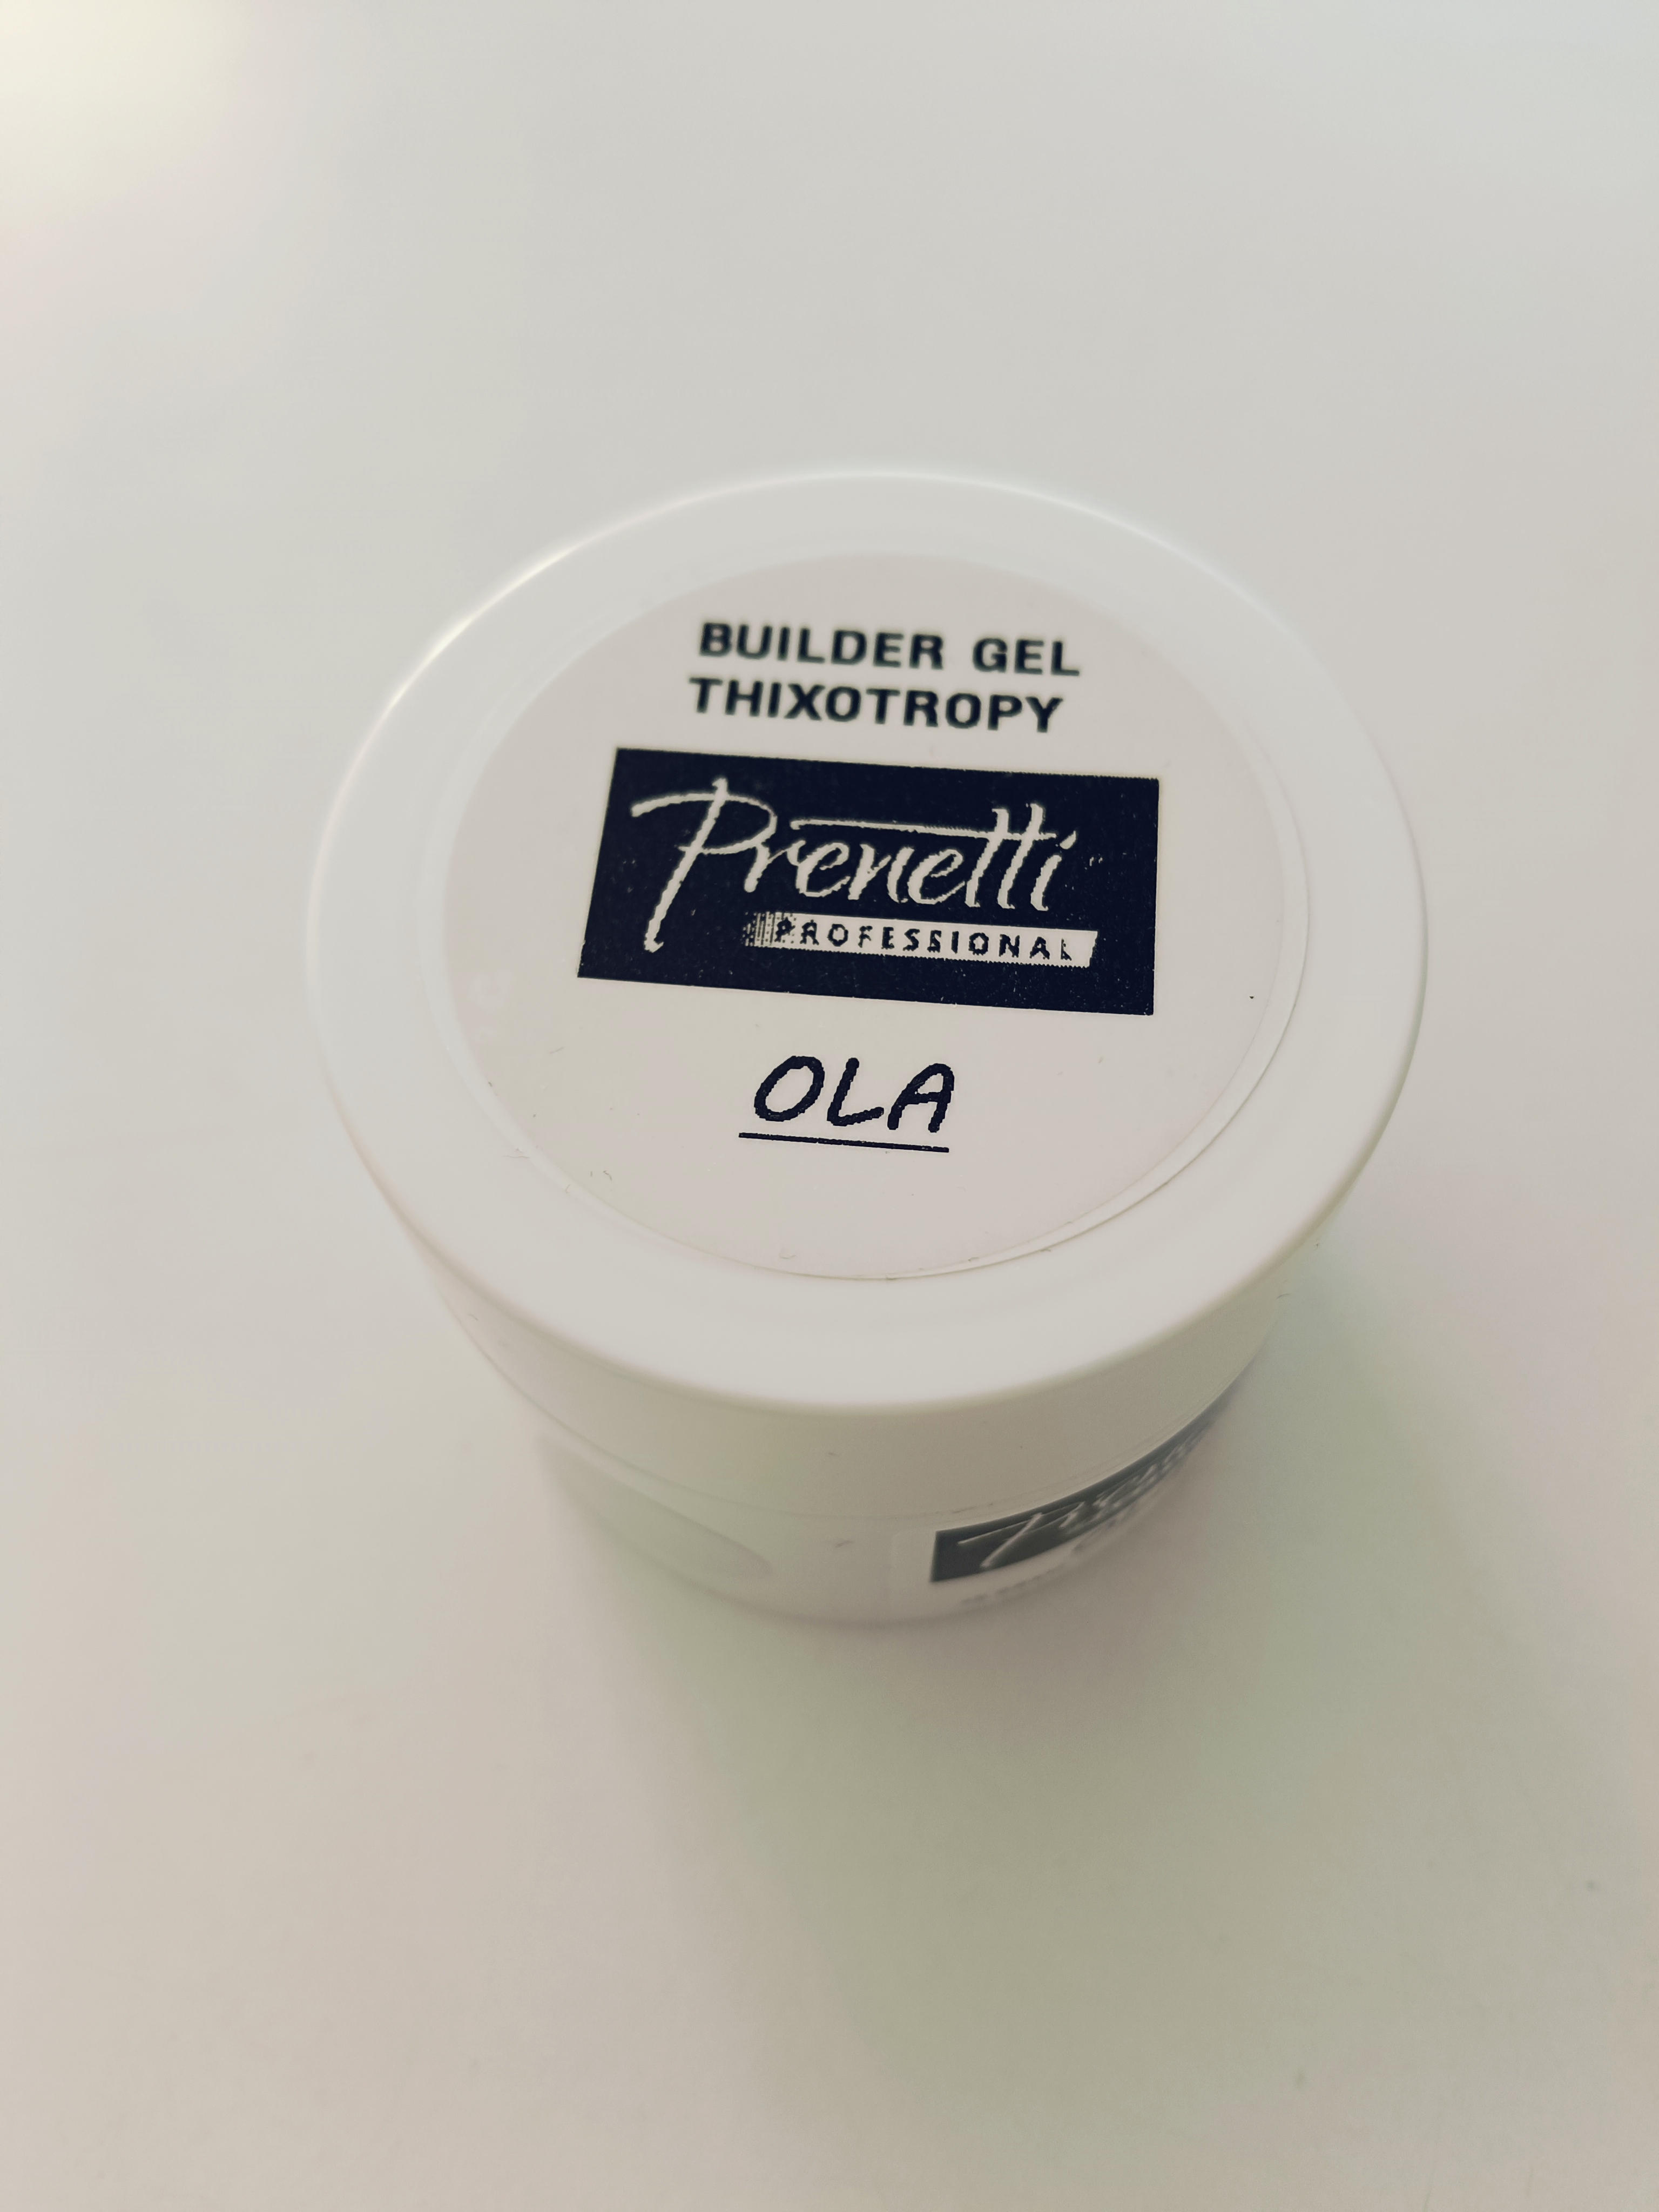 BUILDER GEL
THIXOTROPY
Prenetti
PROFESSIONAL
OLA